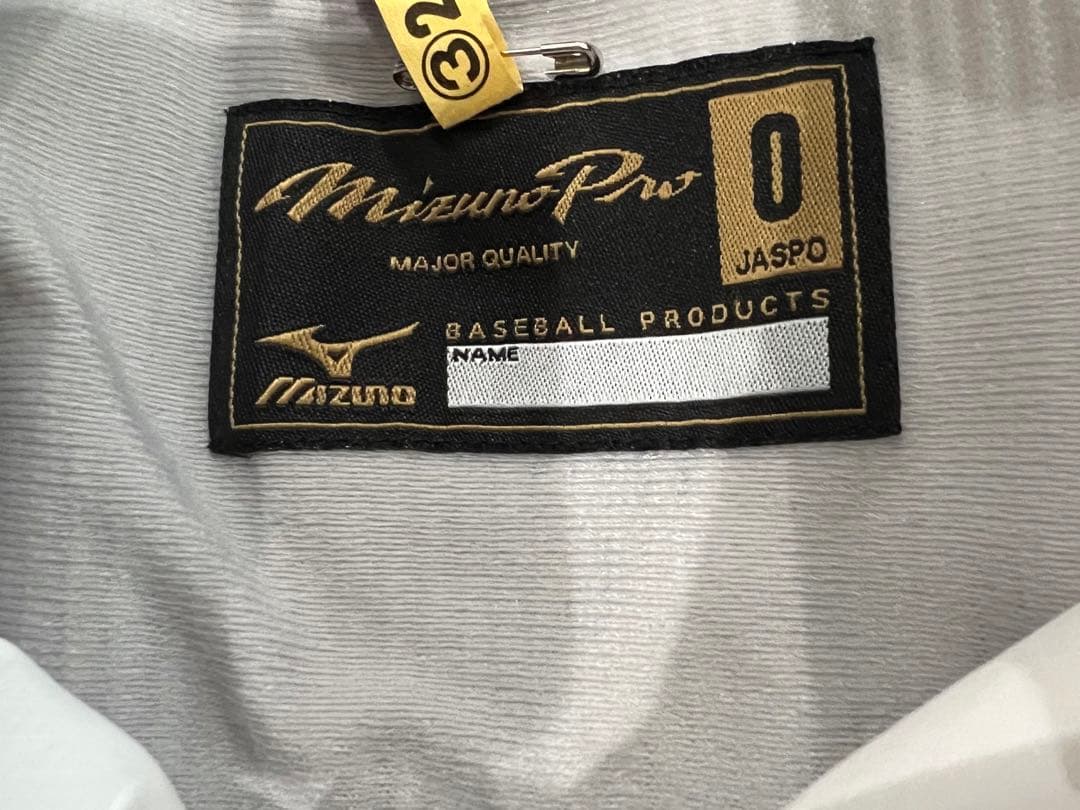 ③2
Mizuno Pro
0
JASPO
MAJOR QUALITY
BASEBALL PRODUCTS
NAME
Mizuno